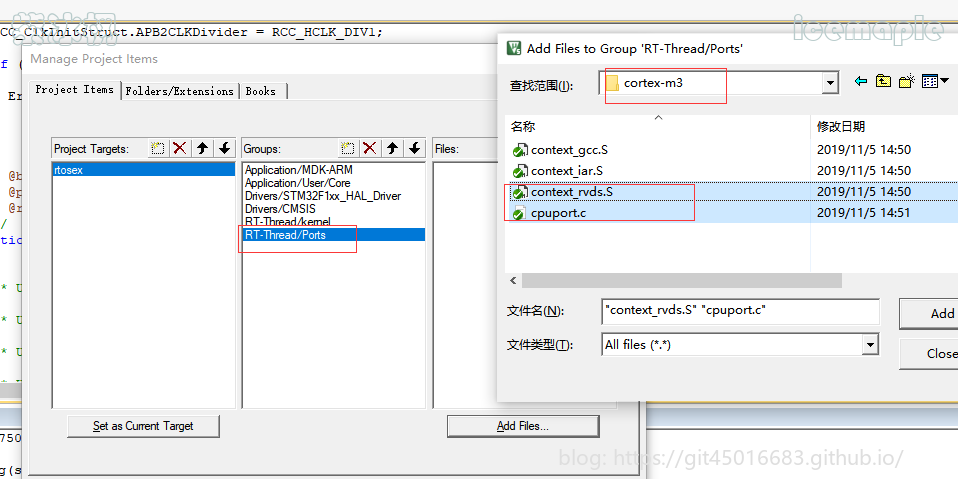 CC_ClkInitStruct.APB2CLKDivider = RCC_HCLK_DIV1;
icemaple
Manage Project Items
Project Items
Folders/Extensions
Books
Project Targets:
rtosex
Groups:
Application/MDK-ARM
Application/User/Core
Drivers/STM32F1xx_HAL_Driver
Drivers/CMSIS
RT-Thread/kernel
RT-Thread/Ports
Files:
Set as Current Target
Add Files...
Add Files to Group 'RT-Thread/Ports'
查找范围(I):
cortex-m3
名称
修改日期
context_gcc.S
2019/11/5 14:50
context_iar.S
2019/11/5 14:50
context_rvds.S
2019/11/5 14:50
cpuport.c
2019/11/5 14:51
文件名(N):
"context_rvds.S" "cpuport.c"
Add
文件类型(T):
All files (*.*)
Close
f (
Er
@b
@p
@r
/
tic
* U
* U
* U
750
g(s
blog: https://git45016683.github.io/